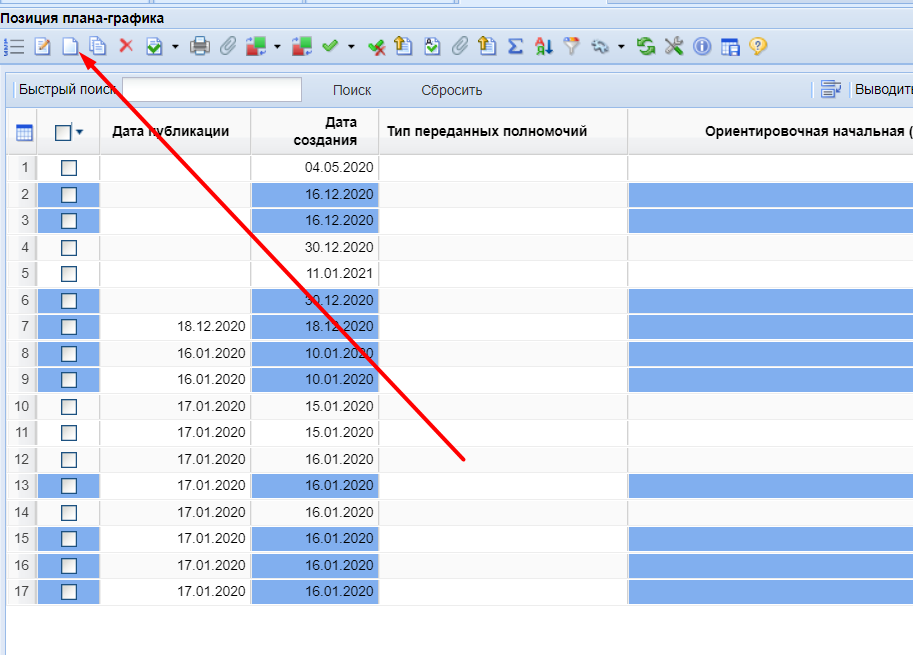 Позиция плана-графика
Быстрый поиск Поиск Сбросить Выводить
Дата публикации Дата создания Тип переданных полномочий Ориентировочная начальная (
1 04.05.2020
2 16.12.2020
3 16.12.2020
4 30.12.2020
5 11.01.2021
6 30.12.2020
7 18.12.2020 18.12.2020
8 16.01.2020 10.01.2020
9 16.01.2020 10.01.2020
10 17.01.2020 15.01.2020
11 17.01.2020 15.01.2020
12 17.01.2020 16.01.2020
13 17.01.2020 16.01.2020
14 17.01.2020 16.01.2020
15 17.01.2020 16.01.2020
16 17.01.2020 16.01.2020
17 17.01.2020 16.01.2020